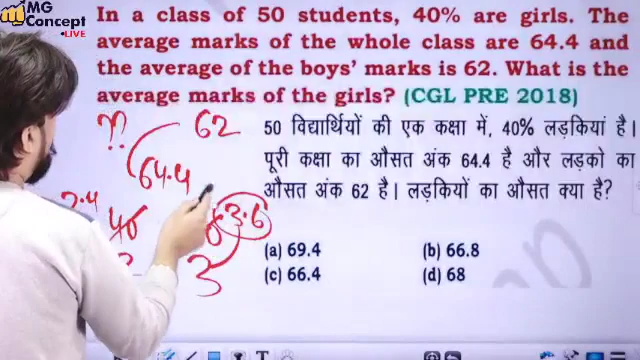 MG
Concept
LIVE
In a class of 50 students, 40% are girls. The
average marks of the whole class are 64.4 and
the average of the boys’ marks is 62. What is the
average marks of the girls? (CGL PRE 2018)
?? 62
64.4
3.6
3
50 विद्यार्थियों की एक कक्षा में, 40% लड़कियां है।
पूरी कक्षा का औसत अंक 64.4 है और लड़को का
औसत अंक 62 है। लड़कियों का औसत क्या है?
(a) 69.4 (b) 66.8
(c) 66.4 (d) 68